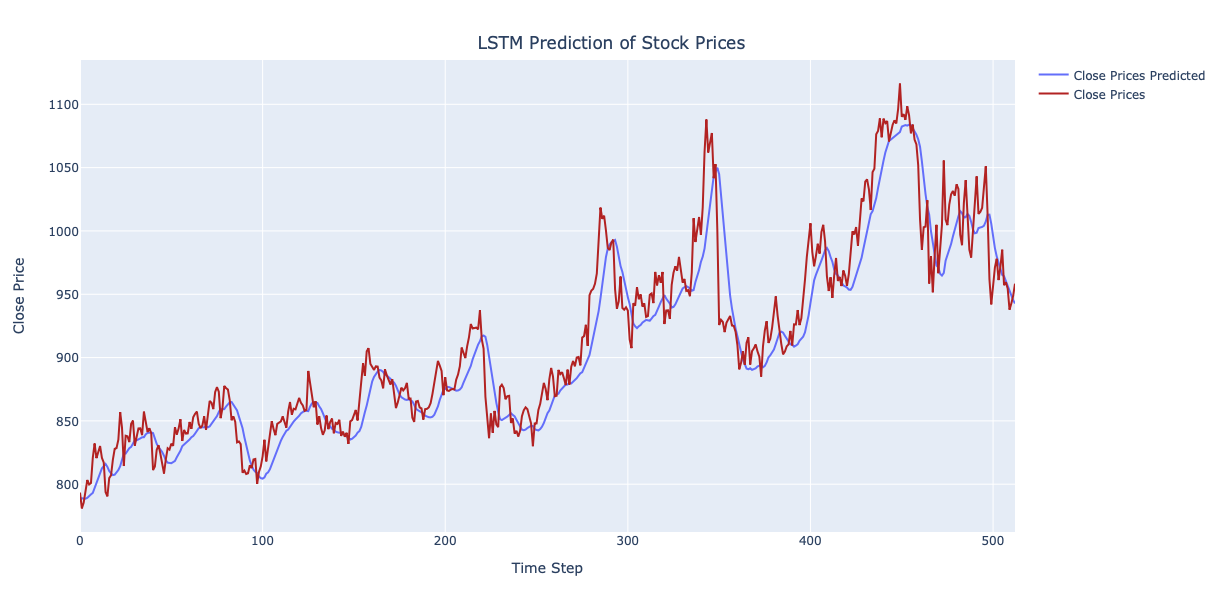 LSTM Prediction of Stock Prices
Close Prices Predicted
Close Prices
Close Price
1100
1050
1000
950
900
850
800
0
100
200
300
400
500
Time Step